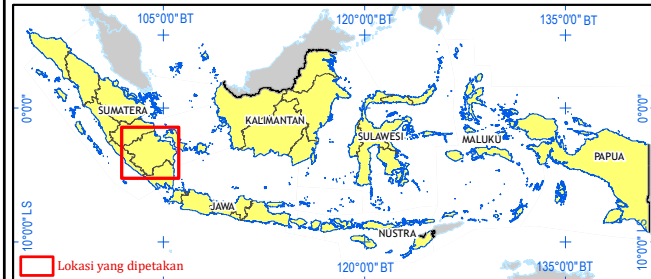 105°0'0" BT
120°0'0" BT
135°0'0" BT
0°0'0"
0°0'0"
SUMATERA
KALIMANTAN
SULAWESI
MALUKU
PAPUA
JAWA
NUSTRA
10°0'0" LS
10°0'0"
Lokasi yang dipetakan
120°0'0" BT
135°0'0" BT